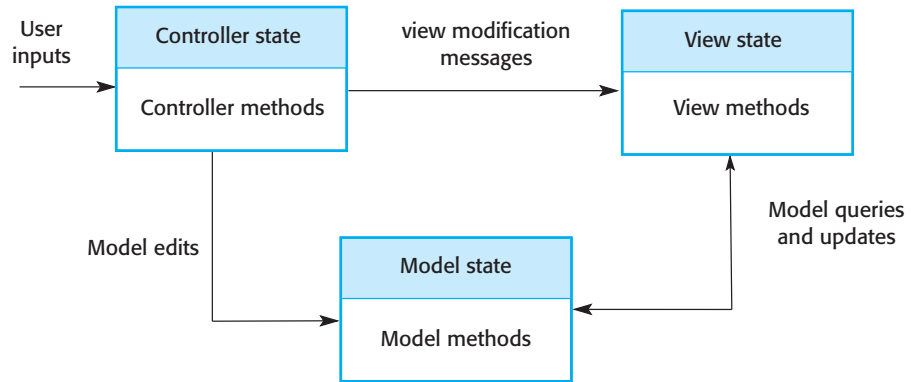 User
inputs
Controller state
Controller methods
view modification
messages
View state
View methods
Model edits
Model state
Model methods
Model queries
and updates